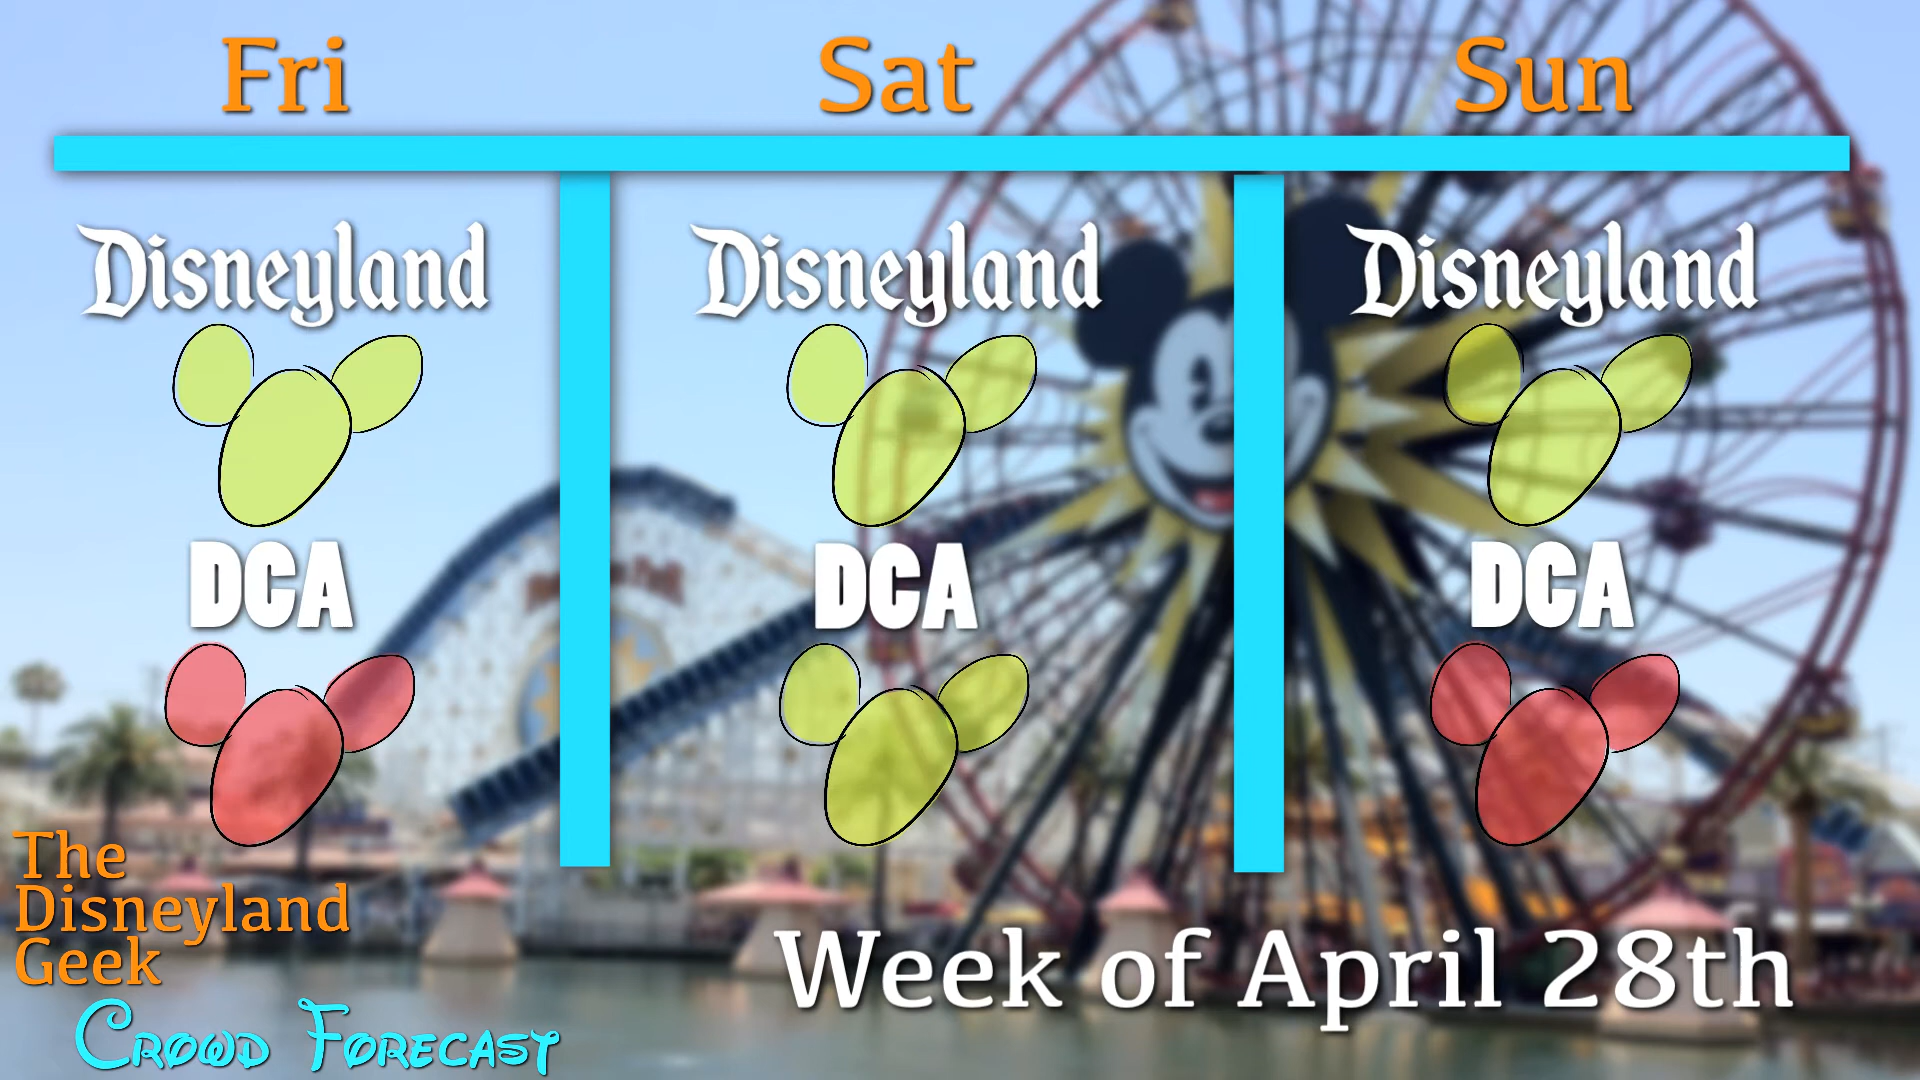 Fri Sat Sun
Disneyland Disneyland Disneyland
DCA DCA DCA
The
Disneyland
Geek
Crowd Forecast
Week of April 28th